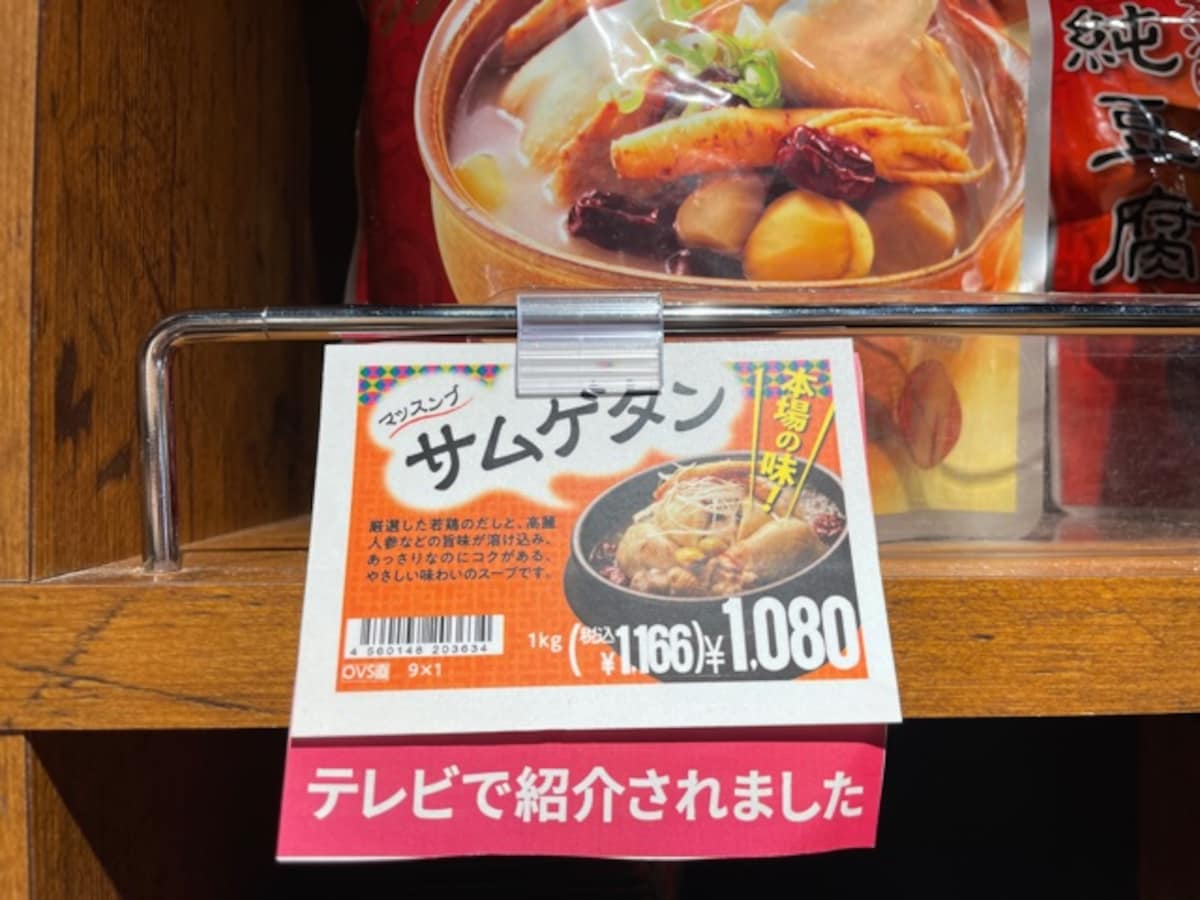 純豆腐
マッスンブ
サムゲタン
本場の味!
厳選した若鶏のだしと、高麗
人参などの旨味が溶け込み、
あっさりなのにコクがある、
やさしい味わいのスープです。
4 560146 203634
OVS直 9×1
1kg (税込¥1,166) ¥1,080
テレビで紹介されました